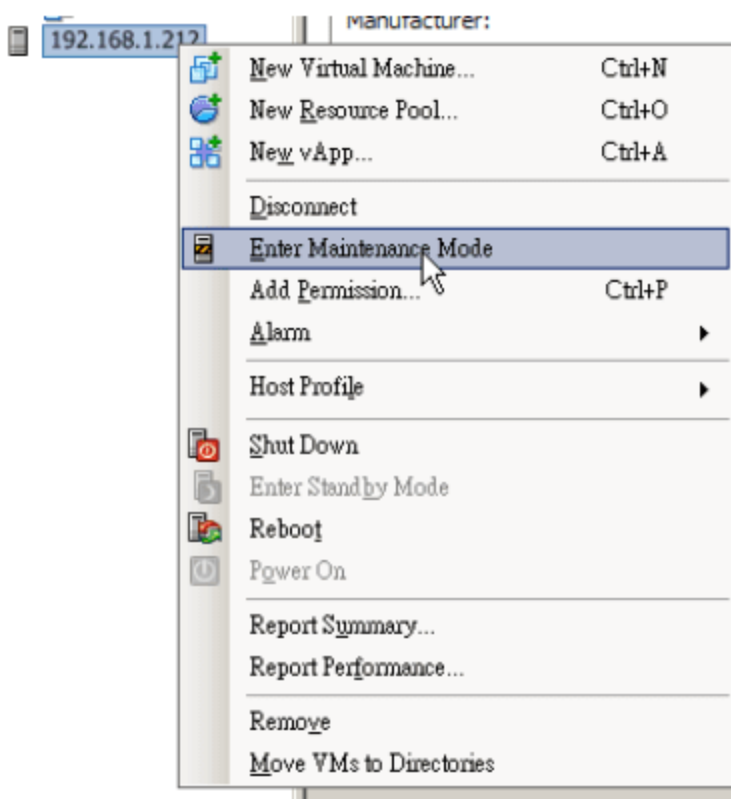 Manufacturer:
192.168.1.212
New Virtual Machine... Ctrl+N
New Resource Pool... Ctrl+O
New vApp... Ctrl+A
Disconnect
Enter Maintenance Mode
Add Permission... Ctrl+P
Alarm
Host Profile
Shut Down
Enter Standby Mode
Reboot
Power On
Report Summary...
Report Performance...
Remove
Move VMs to Directories